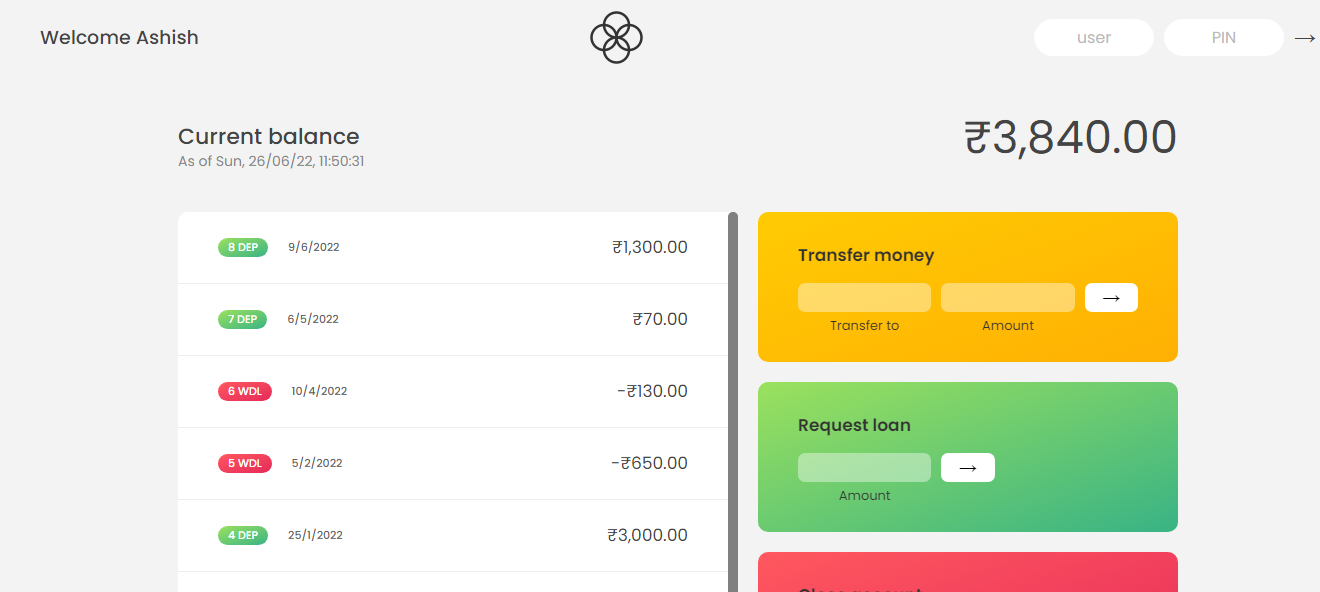 Welcome Ashish
user
PIN
→
Current balance
As of Sun, 26/06/22, 11:50:31
₹3,840.00
8 DEP 9/6/2022 ₹1,300.00
7 DEP 6/5/2022 ₹70.00
6 WDL 10/4/2022 -₹130.00
5 WDL 5/2/2022 -₹650.00
4 DEP 25/1/2022 ₹3,000.00
Transfer money
→
Transfer to Amount
Request loan
→
Amount
Close account